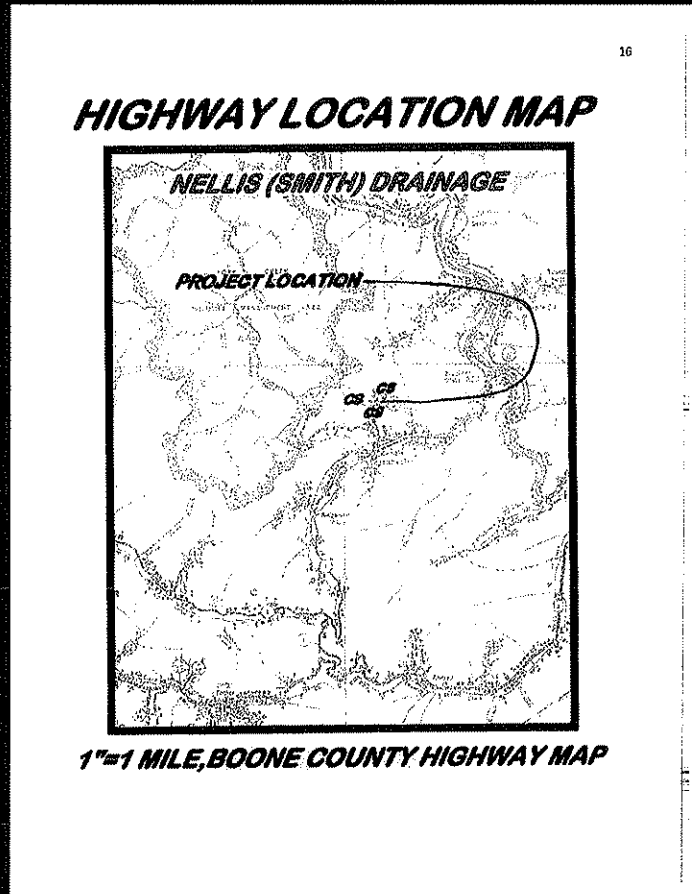 16
HIGHWAY LOCATION MAP
NELLIS (SMITH) DRAINAGE
PROJECT LOCATION
CS
CS
CS
1"=1 MILE,BOONE COUNTY HIGHWAY MAP